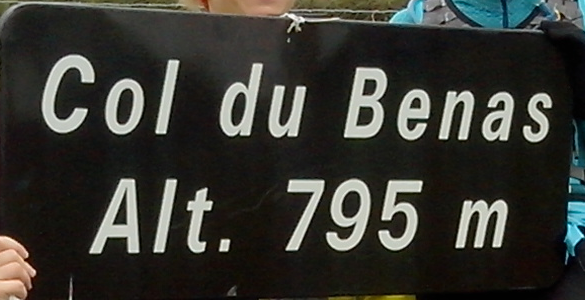 Col du Benas
Alt. 795 m